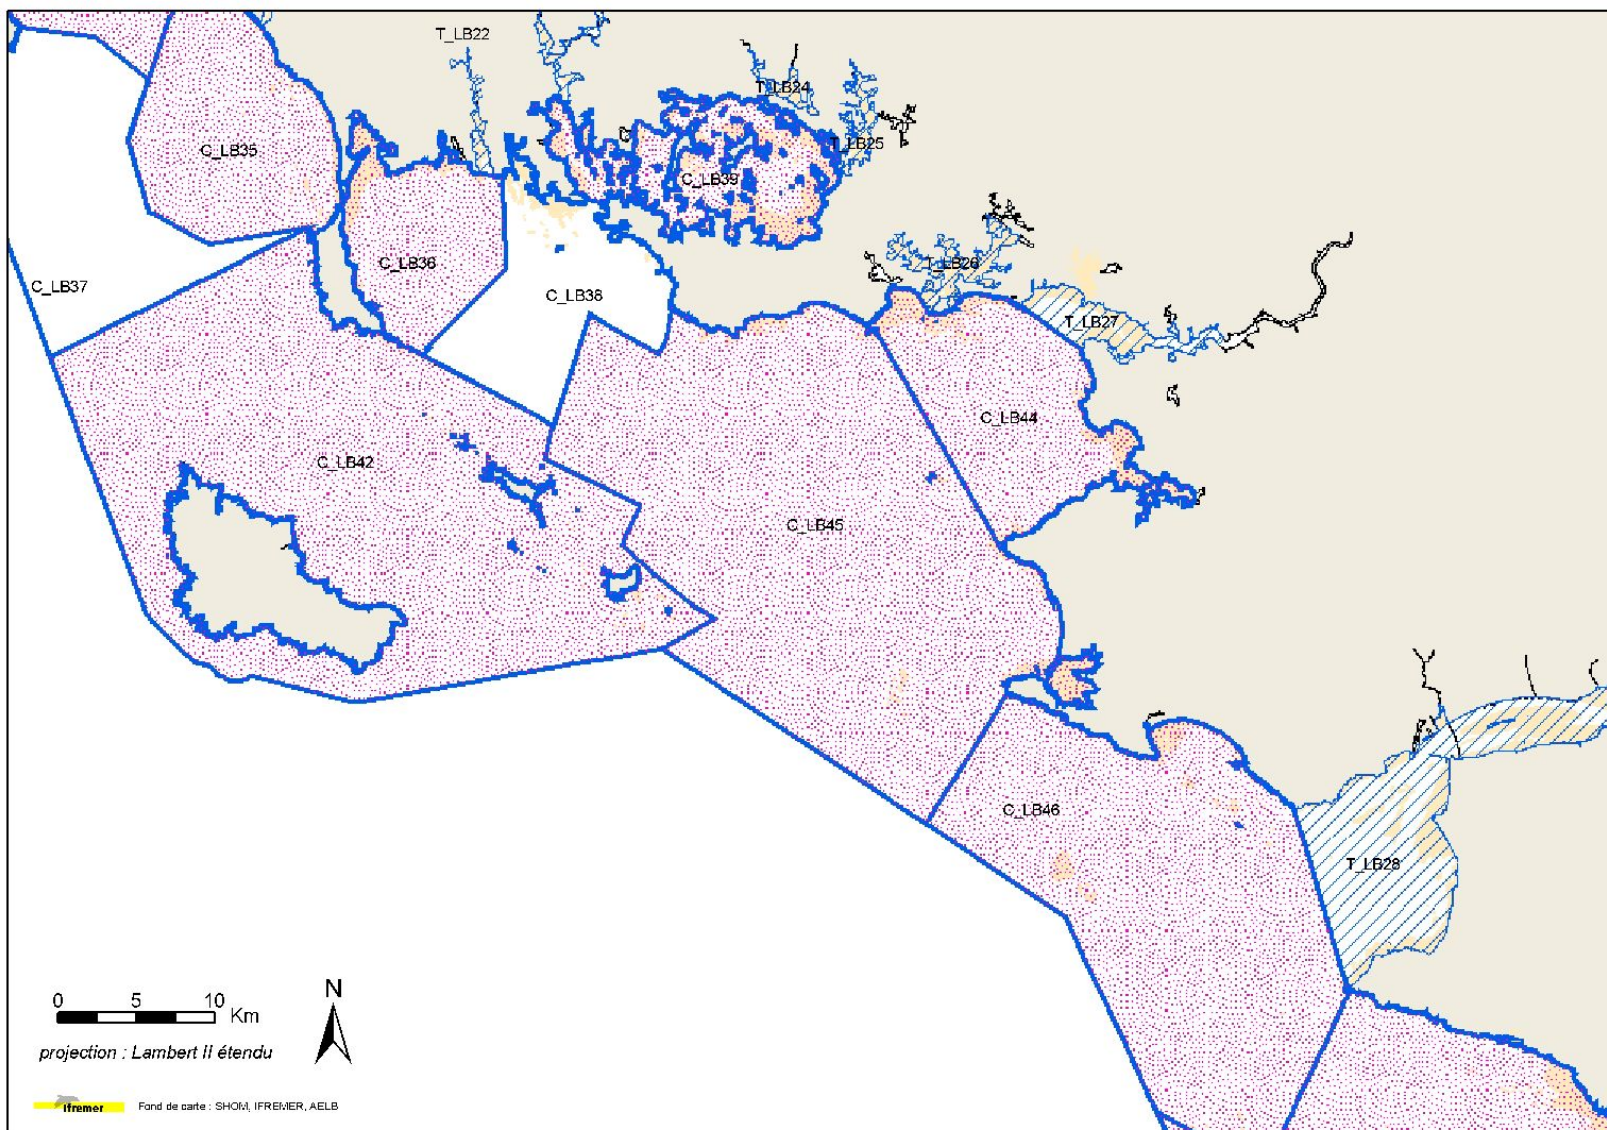 T_LB22
T_LB24
T_LB25
C_LB35
C_LB39
C_LB36
T_LB26
C_LB37
C_LB38
T_LB27
C_LB44
C_LB42
C_LB45
C_LB46
T_LB28
0 5 10 Km
N
projection : Lambert II étendu
Ifremer
Fond de carte : SHOM, IFREMER, AELB